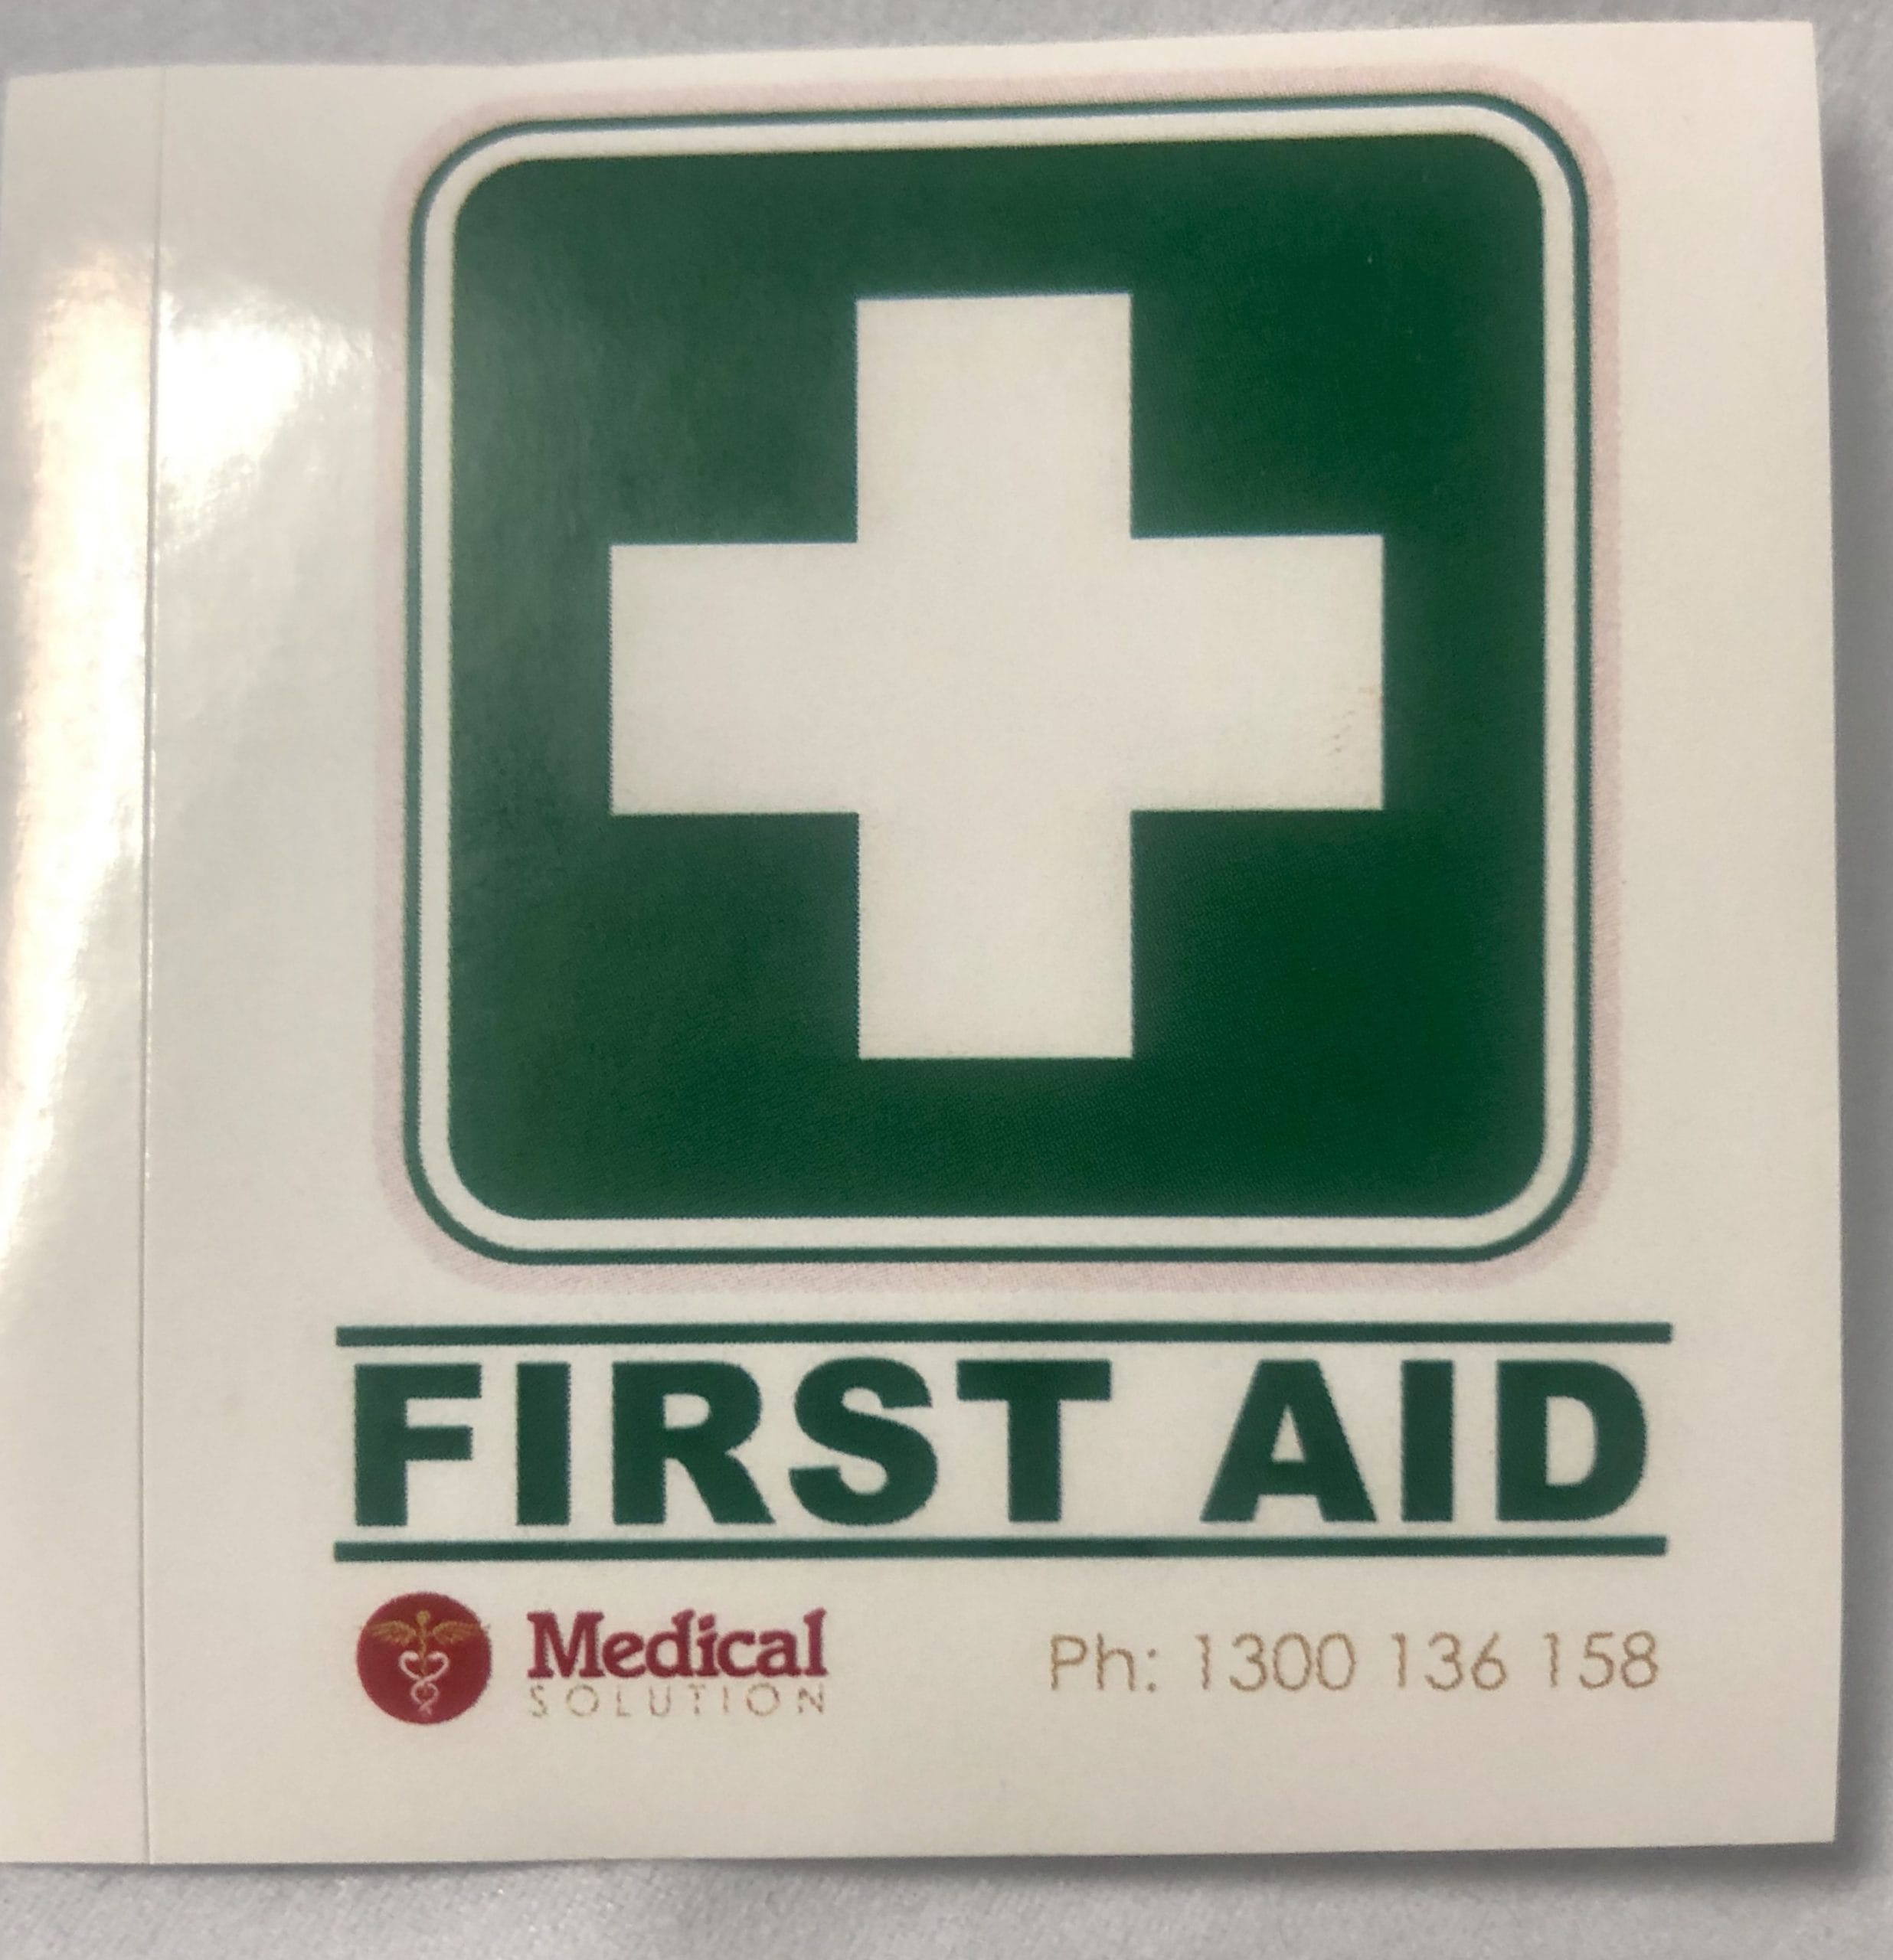 FIRST AID
Medical
SOLUTION
Ph: 1300 136 158